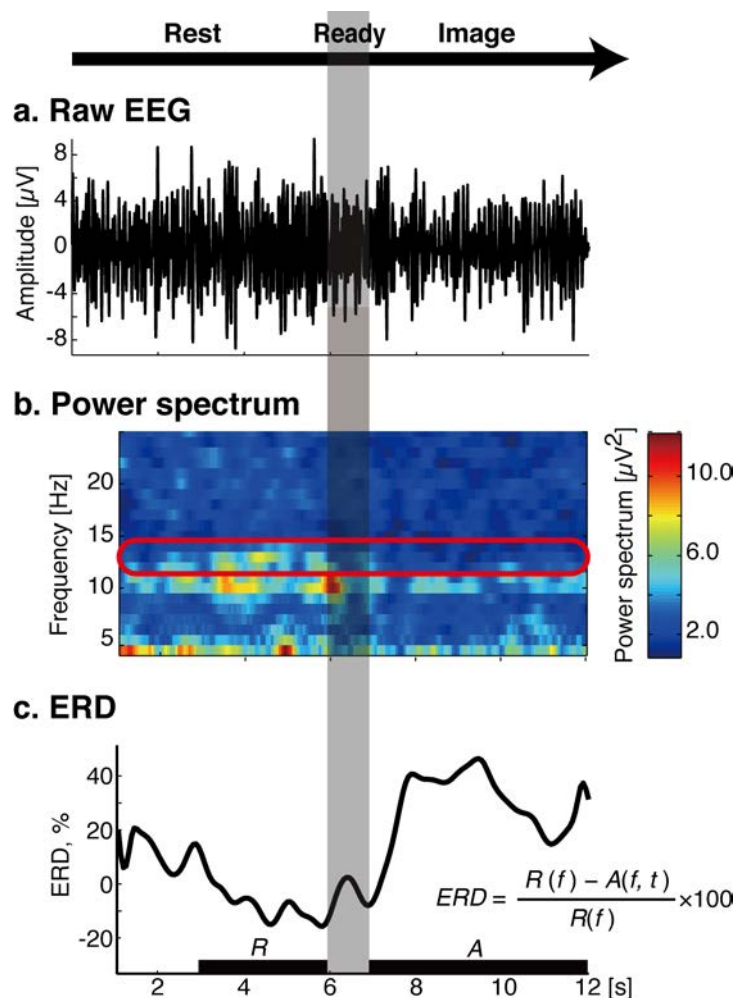 Rest Ready Image
a. Raw EEG
Amplitude [µV]
8
4
0
-4
-8
b. Power spectrum
Frequency [Hz]
20
15
10
5
Power spectrum [µV²]
10.0
6.0
2.0
c. ERD
ERD, %
40
20
0
-20
ERD = R(f) – A(f, t) / R(f) ×100
R A
2 4 6 8 10 12 [s]